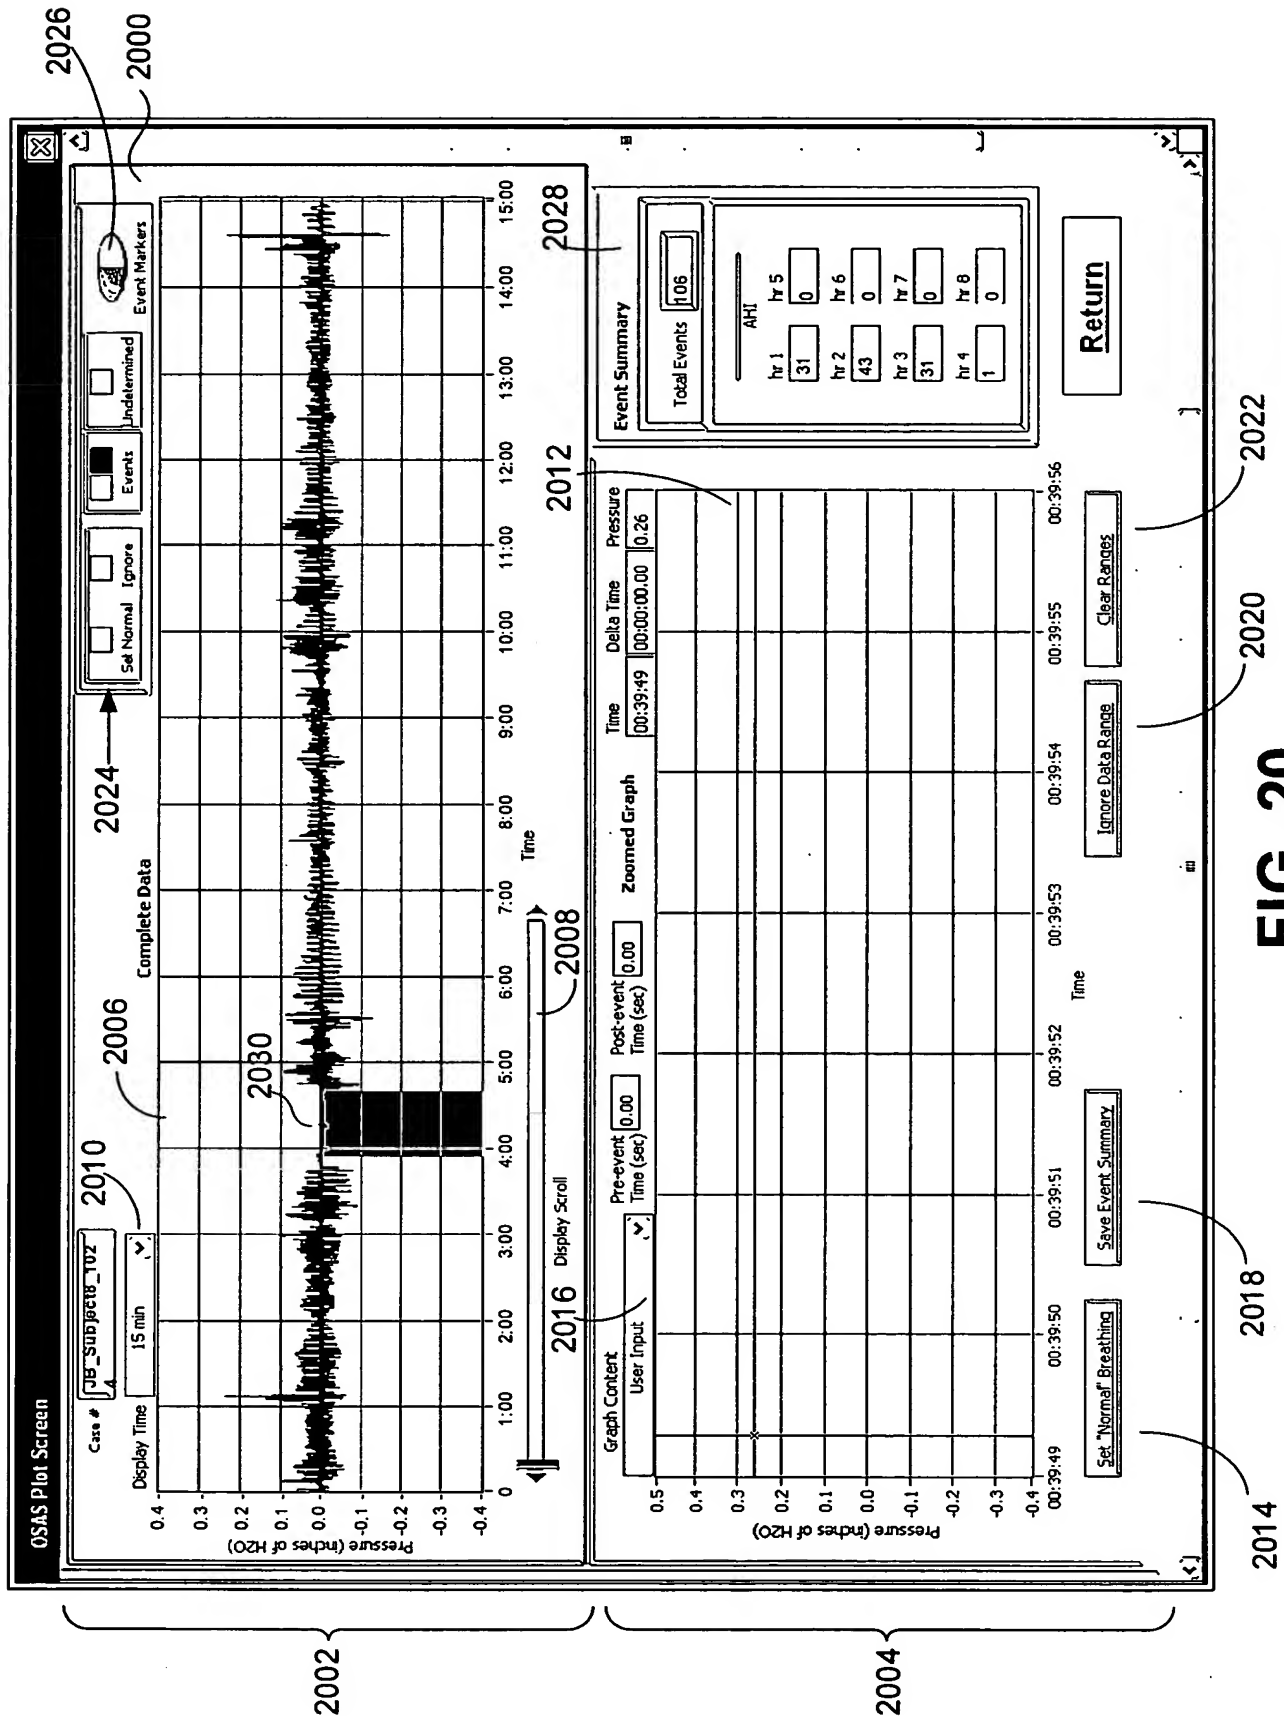 2026
2000
OSAS Plot Screen
Case #
JB_Subject8_T02
4
2010
2006
Complete Data
2024
Set Normal
Ignore
Events
Undetermined
Event Markers
Display Time
15 min
2030
Pressure (inches of H2O)
0.4
-0.3
-0.2
-0.1
0.0
-0.1
-0.2
-0.3
-0.4
0
1:00
2:00
3:00
4:00
5:00
6:00
7:00
8:00
9:00
10:00
11:00
12:00
13:00
14:00
15:00
Time
Display Scroll
2008
2002
2016
2012
2028
Graph Content
User Input
Pre-event
Time (sec)
0.00
Post-event
Time (sec)
0.00
Zoomed Graph
Time
00:39:49
Delta Time
00:00:00.00
Pressure
0.26
Pressure (inches of H2O)
0.5
0.4
0.3
0.2
0.1
0.0
-0.1
-0.2
-0.3
-0.4
00:39:49
00:39:50
00:39:51
00:39:52
00:39:53
00:39:54
00:39:55
00:39:56
Time
Event Summary
Total Events
106
AHI
hr 1
31
hr 5
0
hr 2
43
hr 6
0
hr 3
31
hr 7
0
hr 4
1
hr 8
0
Set "Normal" Breathing
Save Event Summary
Ignore Data Range
Clear Ranges
Return
2004
2014
2018
2020
2022
FIG. 20